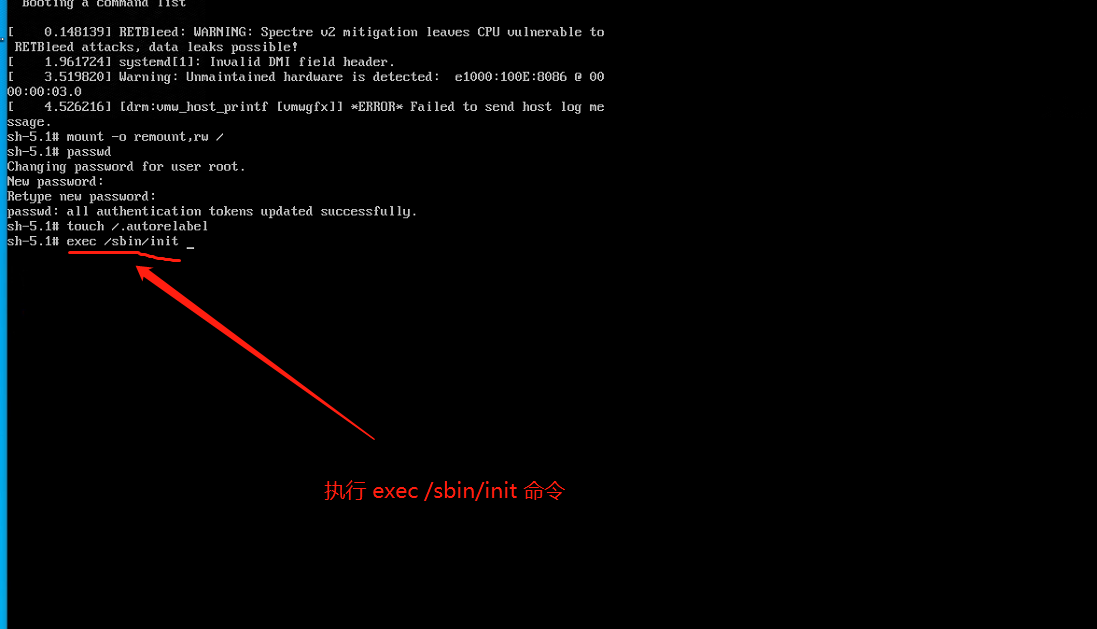 Booting a command list
[    0.148139] RETBleed: WARNING: Spectre v2 mitigation leaves CPU vulnerable to
 RETBleed attacks, data leaks possible!
[    1.961724] systemd[1]: Invalid DMI field header.
[    3.519820] Warning: Unmaintained hardware is detected:  e1000:100E:8086 @ 00
00:00:03.0
[    4.526216] [drm:vmw_host_printf [vmwgfx]] *ERROR* Failed to send host log me
ssage.
sh-5.1# mount -o remount,rw /
sh-5.1# passwd
Changing password for user root.
New password:
Retype new password:
passwd: all authentication tokens updated successfully.
sh-5.1# touch /.autorelabel
sh-5.1# exec /sbin/init _
执行 exec /sbin/init 命令